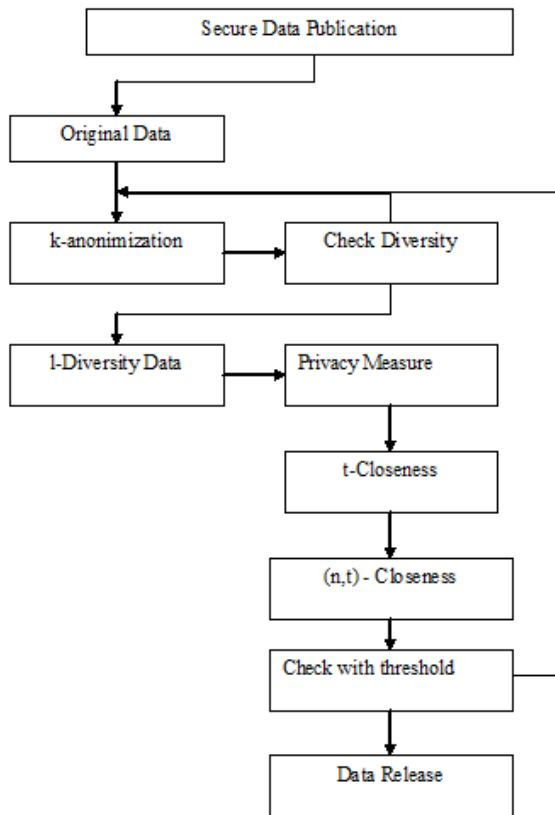 Secure Data Publication
Original Data
k-anonimization
Check Diversity
l-Diversity Data
Privacy Measure
t-Closeness
(n,t) - Closeness
Check with threshold
Data Release